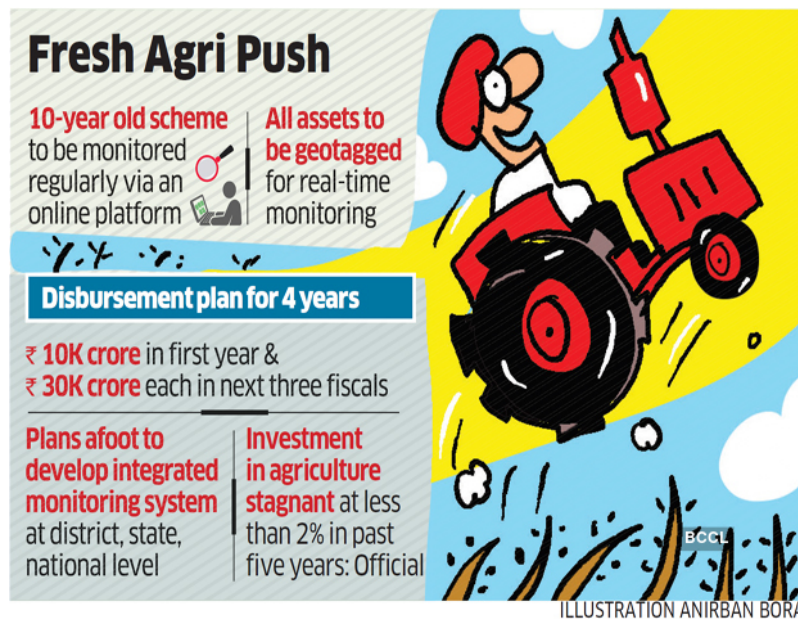 Fresh Agri Push
10-year old scheme
to be monitored
regularly via an
online platform
All assets to
be geotagged
for real-time
monitoring
Disbursement plan for 4 years
₹ 10K crore in first year &
₹ 30K crore each in next three fiscals
Plans afoot to
develop integrated
monitoring system
at district, state,
national level
Investment
in agriculture
stagnant at less
than 2% in past
five years: Official
BCCL
ILLUSTRATION ANIRBAN BORA